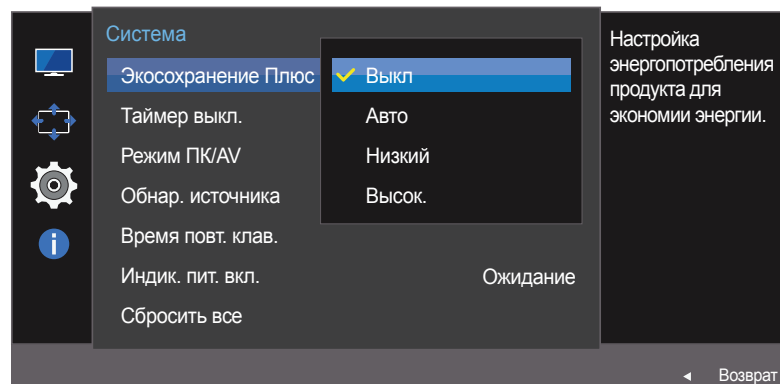 Система
Экосохранение Плюс
Выкл
Таймер выкл.
Авто
Режим ПК/AV
Низкий
Обнар. источника
Высок.
Время повт. клав.
Индик. пит. вкл.
Ожидание
Сбросить все
Настройка
энергопотребления
продукта для
экономии энергии.
Возврат